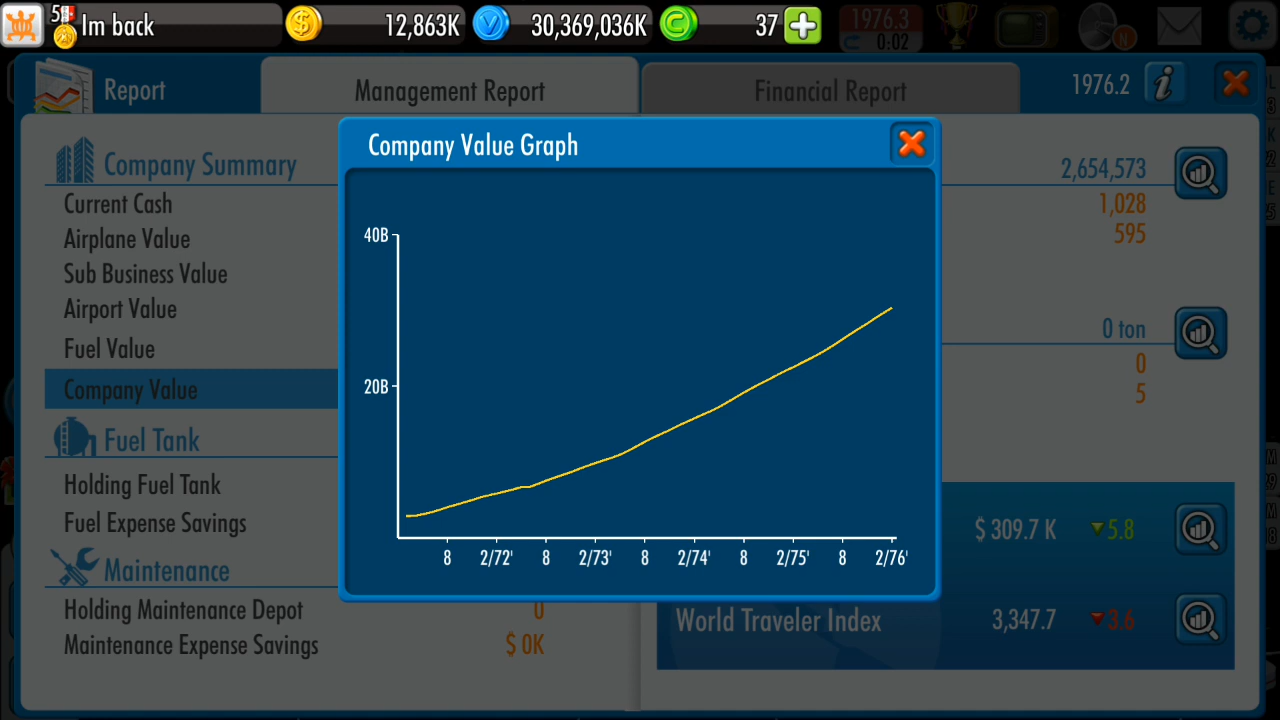 5 Im back 12,863K 30,369,036K 37 1976.3 0:02
Report Management Report Financial Report 1976.2 i
Company Value Graph
Company Summary 2,654,573
Current Cash 1,028
Airplane Value 595
Sub Business Value
Airport Value
Fuel Value 0 ton
0
Company Value 5
Fuel Tank
Holding Fuel Tank
Fuel Expense Savings $ 309.7 K 5.8
Maintenance
Holding Maintenance Depot 0
World Traveler Index 3,347.7 3.6
Maintenance Expense Savings $ 0K
40B
20B
8 2/72' 8 2/73' 8 2/74' 8 2/75' 8 2/76'